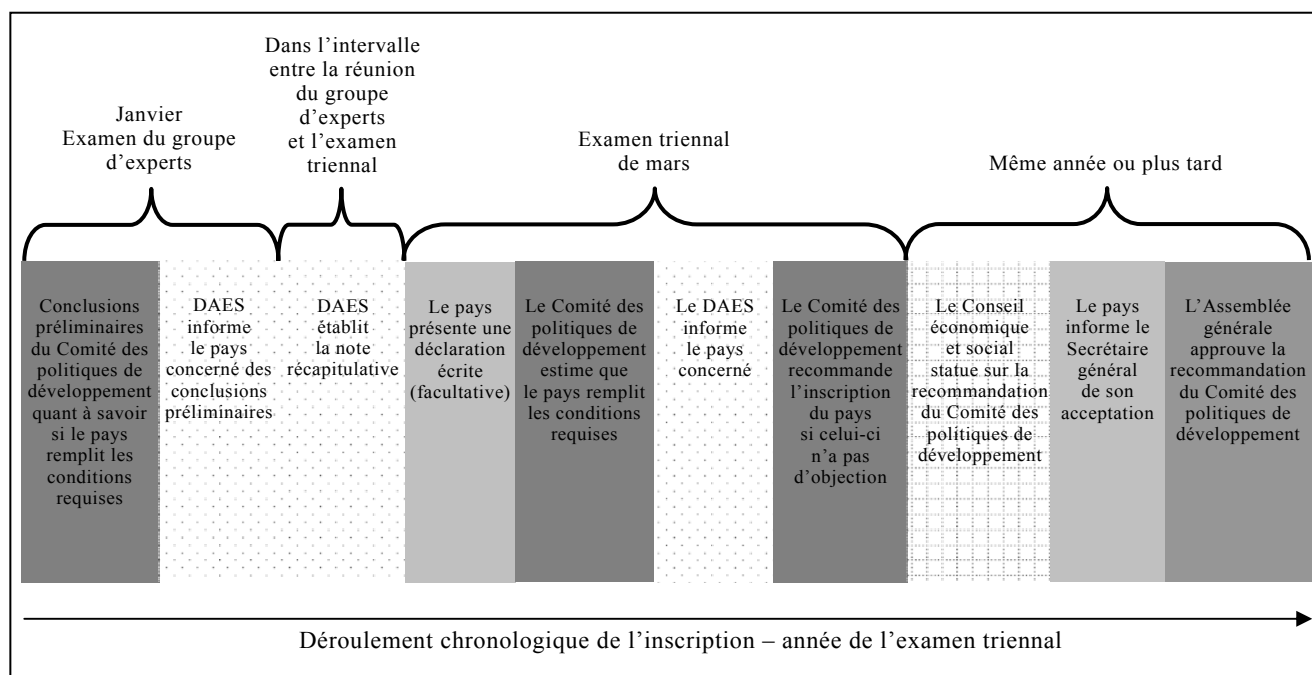 Janvier
Examen du groupe
d'experts
Dans l'intervalle
entre la réunion
du groupe
d'experts
et l'examen
triennal
Examen triennal
de mars
Même année ou plus tard
Conclusions
préliminaires
du Comité des
politiques de
développement
quant à savoir
si le pays
remplit les
conditions
requises
DAES
informe
le pays
concerné des
conclusions
préliminaires
DAES
établit
la note
récapitulative
Le pays
présente une
déclaration
écrite
(facultative)
Le Comité des
politiques de
développement
estime que
le pays remplit
les conditions
requises
Le DAES
informe
le pays
concerné
Le Comité des
politiques de
développement
recommande
l'inscription
du pays
si celui-ci
n'a pas
d'objection
Le Conseil
économique
et social
statue sur la
recommandation
du Comité des
politiques de
développement
Le pays
informe le
Secrétaire
général
de son
acceptation
L'Assemblée
générale
approuve la
recommandation
du Comité des
politiques de
développement
Déroulement chronologique de l'inscription – année de l'examen triennal